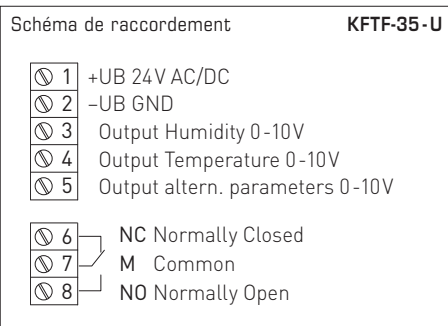 Schéma de raccordement KFTF-35-U
1 +UB 24V AC/DC
2 –UB GND
3 Output Humidity 0-10V
4 Output Temperature 0-10V
5 Output altern. parameters 0-10V
6 NC Normally Closed
7 M Common
8 NO Normally Open